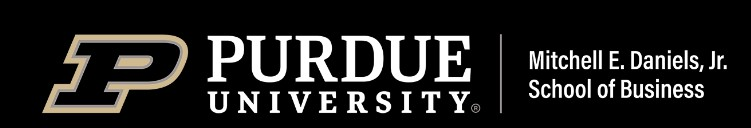 P
PURDUE
UNIVERSITY®
Mitchell E. Daniels, Jr.
School of Business